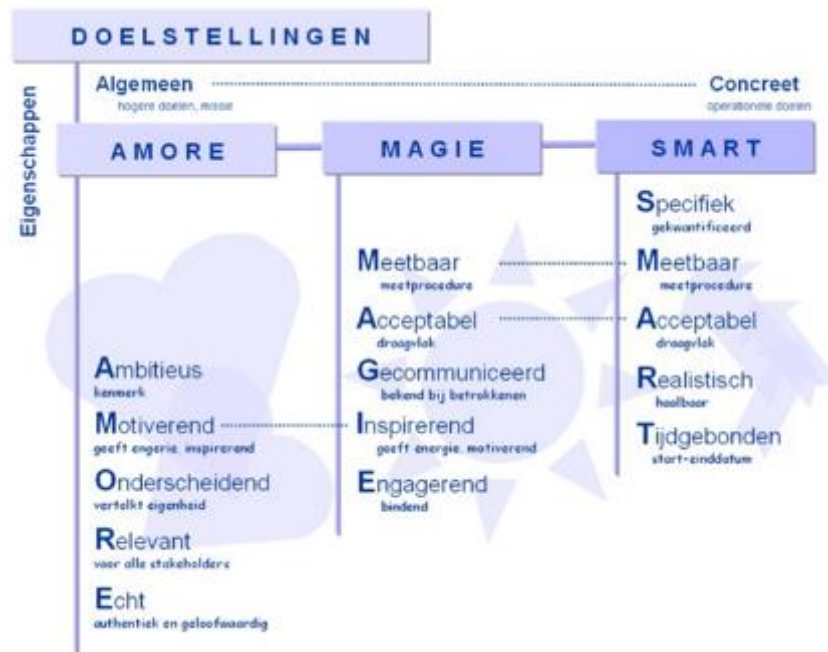 DOELSTELLINGEN
Eigenschappen
Algemeen
hogere doelen, missie
Concreet
operationele doelen
AMORE
MAGIE
SMART
Ambitieus
kenmerk
Motiverend
geeft engerie, inspirerend
Onderscheidend
vertolkt eigenheid
Relevant
voor alle stakeholders
Echt
authentiek en geloofwaardig
Meetbaar
meetprocedure
Acceptabel
draagvlak
Gecommuniceerd
bekend bij betrokkenen
Inspirerend
geeft energie, motiverend
Engagerend
bindend
Specifiek
gekwantificeerd
Meetbaar
meetprocedure
Acceptabel
draagvlak
Realistisch
haalbaar
Tijdgebonden
start-einddatum